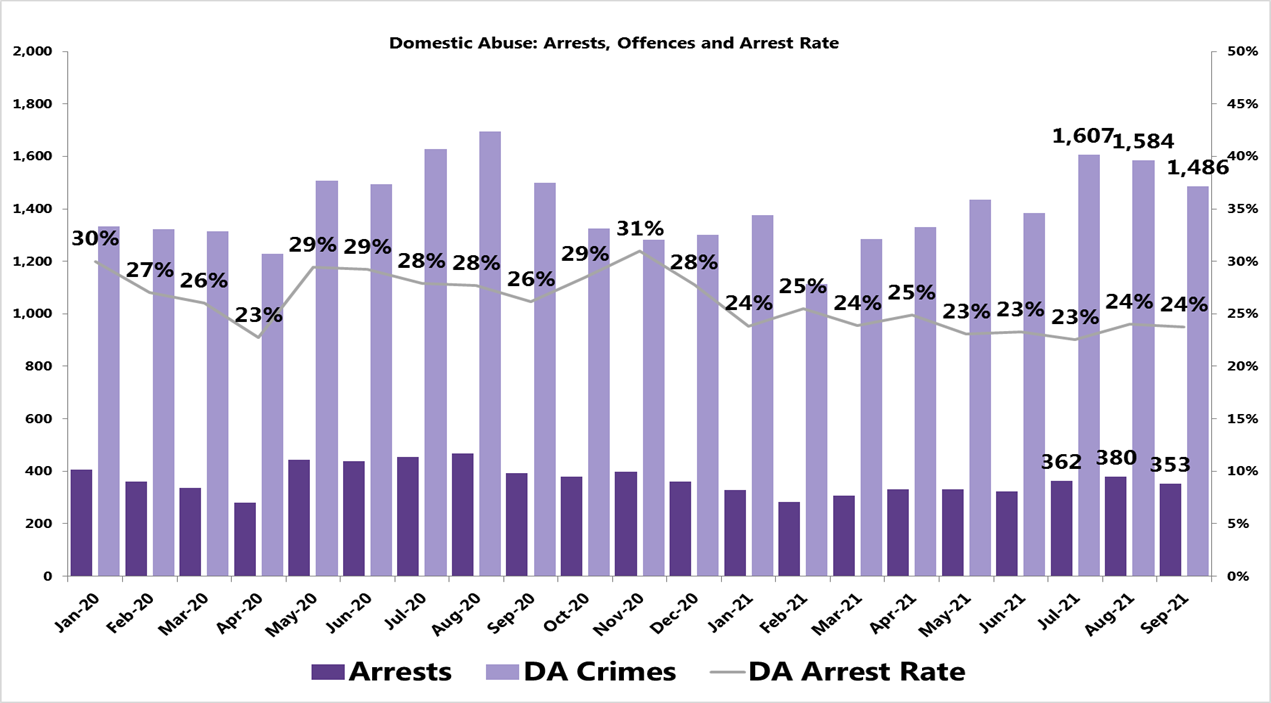 Domestic Abuse: Arrests, Offences and Arrest Rate
2,000
1,800
1,600
1,400
1,200
1,000
800
600
400
200
0
50%
45%
40%
35%
30%
25%
20%
15%
10%
5%
0%
1,607
1,584
1,486
30%
27%
26%
23%
29%
29%
28%
28%
26%
29%
31%
28%
24%
25%
24%
25%
23%
23%
23%
24%
24%
362
380
353
Jan-20
Feb-20
Mar-20
Apr-20
May-20
Jun-20
Jul-20
Aug-20
Sep-20
Oct-20
Nov-20
Dec-20
Jan-21
Feb-21
Mar-21
Apr-21
May-21
Jun-21
Jul-21
Aug-21
Sep-21
Arrests DA Crimes DA Arrest Rate